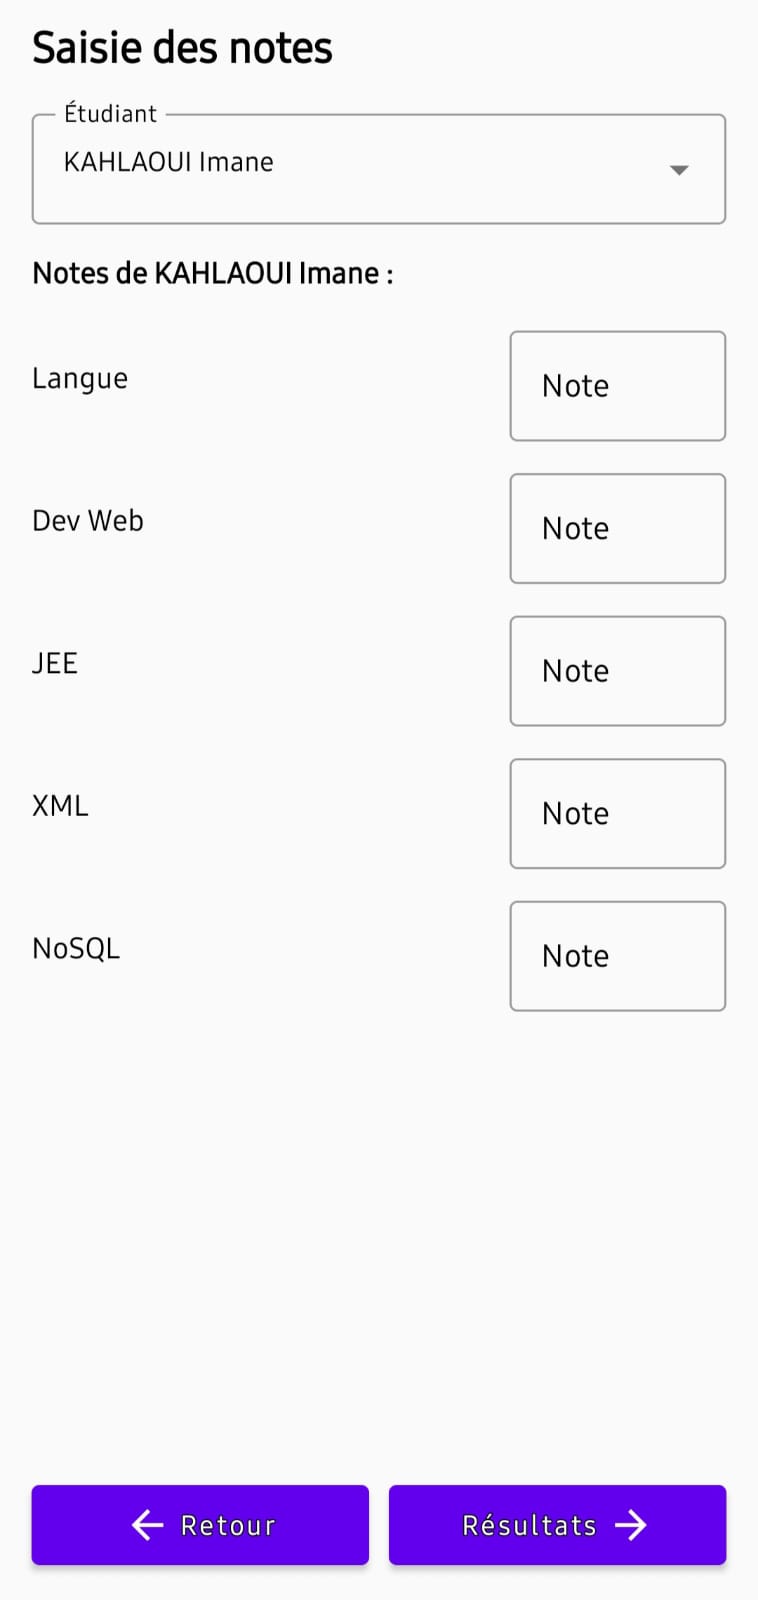 Saisie des notes
Étudiant
KAHLAOUI Imane
Notes de KAHLAOUI Imane :
Langue
Note
Dev Web
Note
JEE
Note
XML
Note
NoSQL
Note
Retour
Résultats